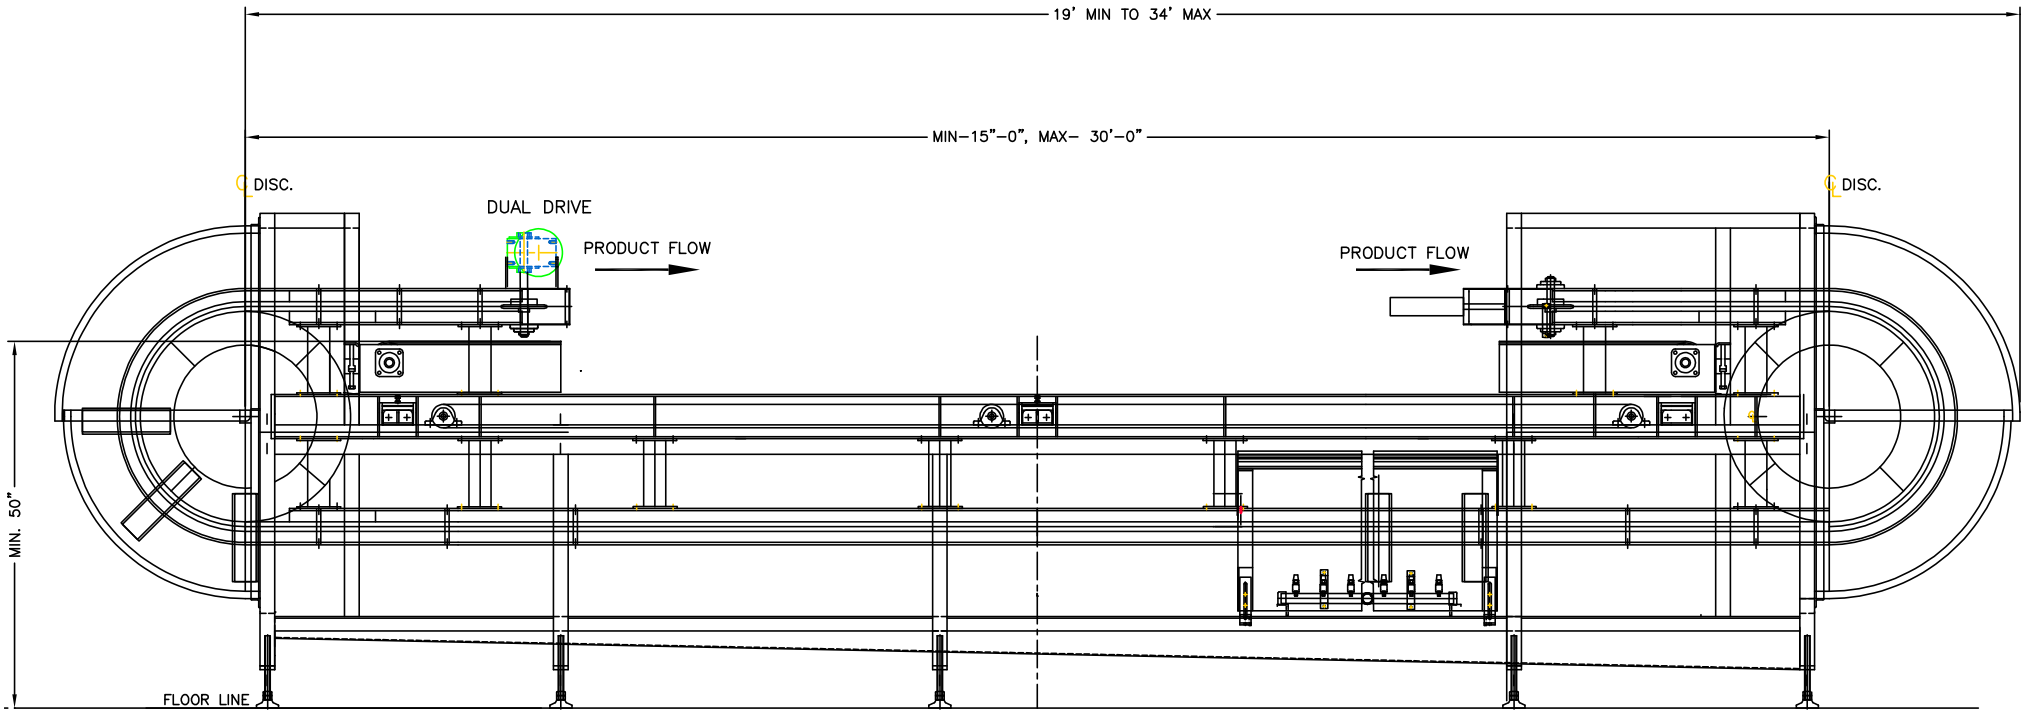 19' MIN TO 34' MAX
MIN-15"-0", MAX- 30'-0"
℄ DISC.
℄ DISC.
DUAL DRIVE
PRODUCT FLOW
PRODUCT FLOW
MIN. 50"
FLOOR LINE